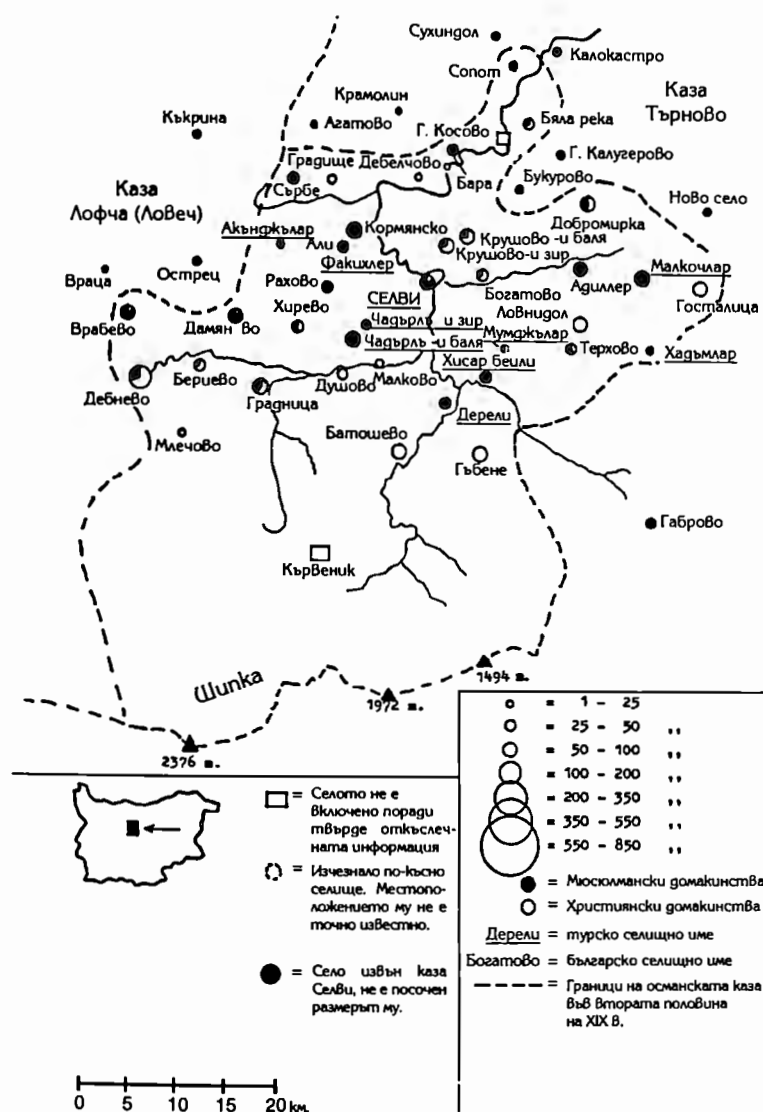 Сухиндол
Калокастро
Сопот
Каза
Търново
Крамолин
Къкрина
Агатово
Г. Косово
Бяла река
Градище
Дебелчово
Г. Калугерово
Сърбе
Бара
Букурово
Каза
Лофча (Ловеч)
Ново село
Добромирка
Акънджълар
Кормянско
Крушово -и баля
Али
Крушово-и зир
Факихлер
Малкочлар
Враца
Острец
Рахово
СЕЛВИ
Богатово
Адиллер
Госталица
Хирево
Чадърлъ -и зир
Ловнидол
Врабево
Дамян во
Мумджълар
Чадърлъ -и баля
Терхово
Хадъмлар
Хисар беили
Бериево
Душово
Малково
Дебнево
Градница
Дерели
Млечово
Батошево
Гъбене
Габрово
Кървеник
Шипка
1494 м.
1972 м.
2376 м.
= Селото не е
включено поради
твърде откъслеч-
ната информация
= Изчезнало по-късно
селище. Местопо-
ложението му не е
точно известно.
= Село извън каза
Селви, не е посочен
размерът му.
= 1 - 25
= 25 - 50 ,,
= 50 - 100 ,,
= 100 - 200 ,,
= 200 - 350 ,,
= 350 - 550 ,,
= 550 - 850 ,,
= Мюсюлмански домакинства
= Християнски домакинства
Дерели = турско селищно име
Богатово = българско селищно име
= Граници на османската каза
във втората половина
на XIX в.
0 5 10 15 20 км.